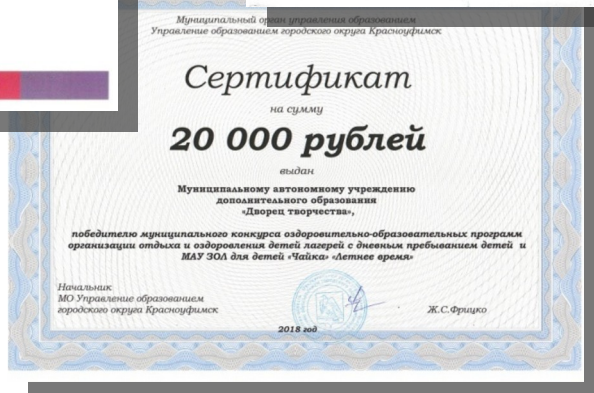 Муниципальный орган управления образованием
Управление образованием городского округа Красноуфимск
Сертификат
на сумму
20 000 рублей
выдан
Муниципальному автономному учреждению
дополнительного образования
«Дворец творчества»,
победителю муниципального конкурса оздоровительно-образовательных программ
организации отдыха и оздоровления детей лагерей с дневным пребыванием детей и
МАУ ЗОЛ для детей «Чайка» «Летнее время»
Начальник
МО Управление образованием
городского округа Красноуфимск
Ж.С.Фрицко
2018 год